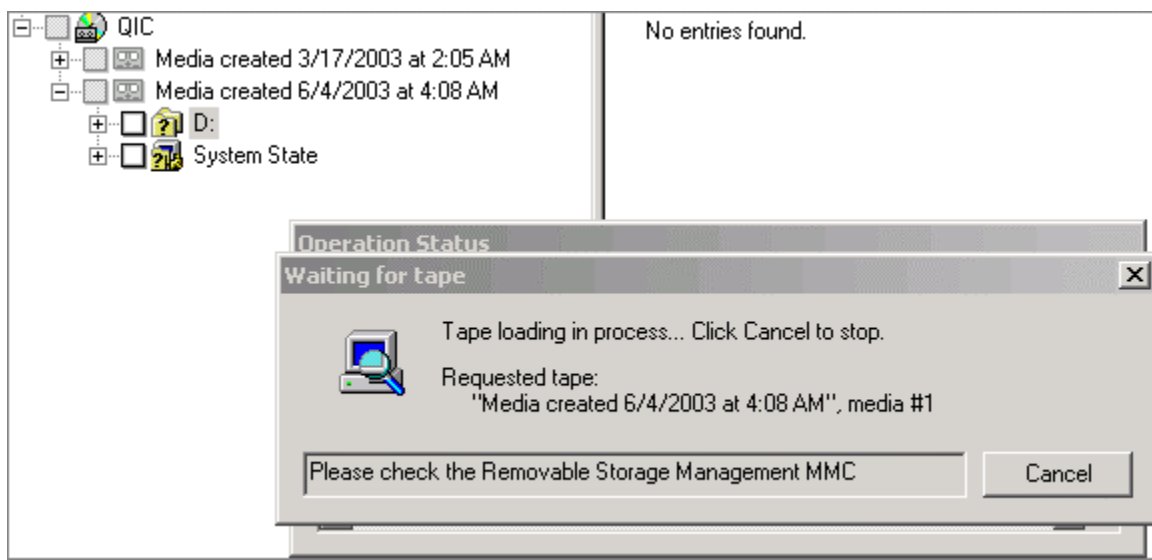 QIC
Media created 3/17/2003 at 2:05 AM
Media created 6/4/2003 at 4:08 AM
D:
System State
No entries found.
Operation Status
Waiting for tape
Tape loading in process... Click Cancel to stop.
Requested tape:
"Media created 6/4/2003 at 4:08 AM", media #1
Please check the Removable Storage Management MMC
Cancel